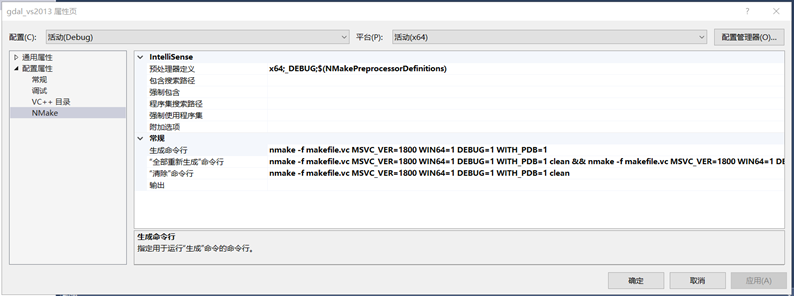 gdal_vs2013 属性页
配置(C): 活动(Debug) 平台(P): 活动(x64) 配置管理器(O)...
通用属性
配置属性
常规
调试
VC++ 目录
NMake
IntelliSense
预处理器定义 x64;_DEBUG;$(NMakePreprocessorDefinitions)
包含搜索路径
强制包含
程序集搜索路径
强制使用程序集
附加选项
常规
生成命令行 nmake -f makefile.vc MSVC_VER=1800 WIN64=1 DEBUG=1 WITH_PDB=1
"全部重新生成"命令行 nmake -f makefile.vc MSVC_VER=1800 WIN64=1 DEBUG=1 WITH_PDB=1 clean && nmake -f makefile.vc MSVC_VER=1800 WIN64=1 DE
"清除"命令行 nmake -f makefile.vc MSVC_VER=1800 WIN64=1 DEBUG=1 WITH_PDB=1 clean
输出
生成命令行
指定用于运行"生成"命令的命令行。
确定 取消 应用(A)